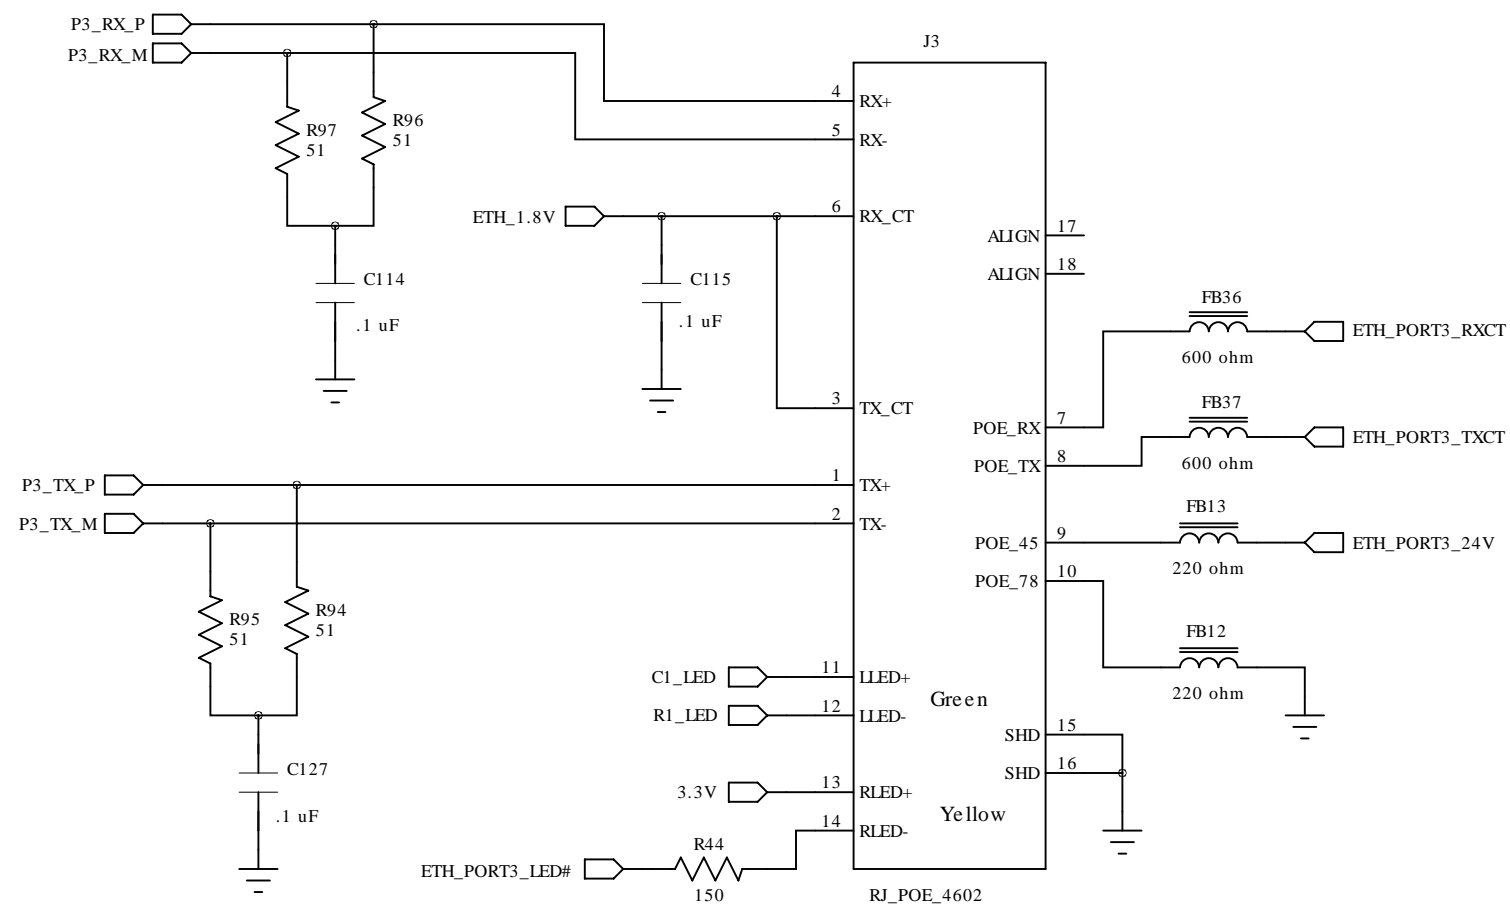 P3_RX_P
P3_RX_M
J3
4 RX+
R97
51
R96
51
5 RX-
ETH_1.8V
6 RX_CT
ALIGN 17
ALIGN 18
C114
.1 uF
C115
.1 uF
FB36
ETH_PORT3_RXCT
600 ohm
3 TX_CT
FB37
POE_RX 7
ETH_PORT3_TXCT
POE_TX 8
600 ohm
P3_TX_P
1 TX+
P3_TX_M
2 TX-
FB13
POE_45 9
ETH_PORT3_24V
220 ohm
POE_78 10
R95
51
R94
51
FB12
220 ohm
C1_LED
11 LLED+
Green
R1_LED
12 LLED-
SHD 15
SHD 16
C127
.1 uF
3.3V
13 RLED+
Yellow
14 RLED-
R44
ETH_PORT3_LED#
150
RJ_POE_4602